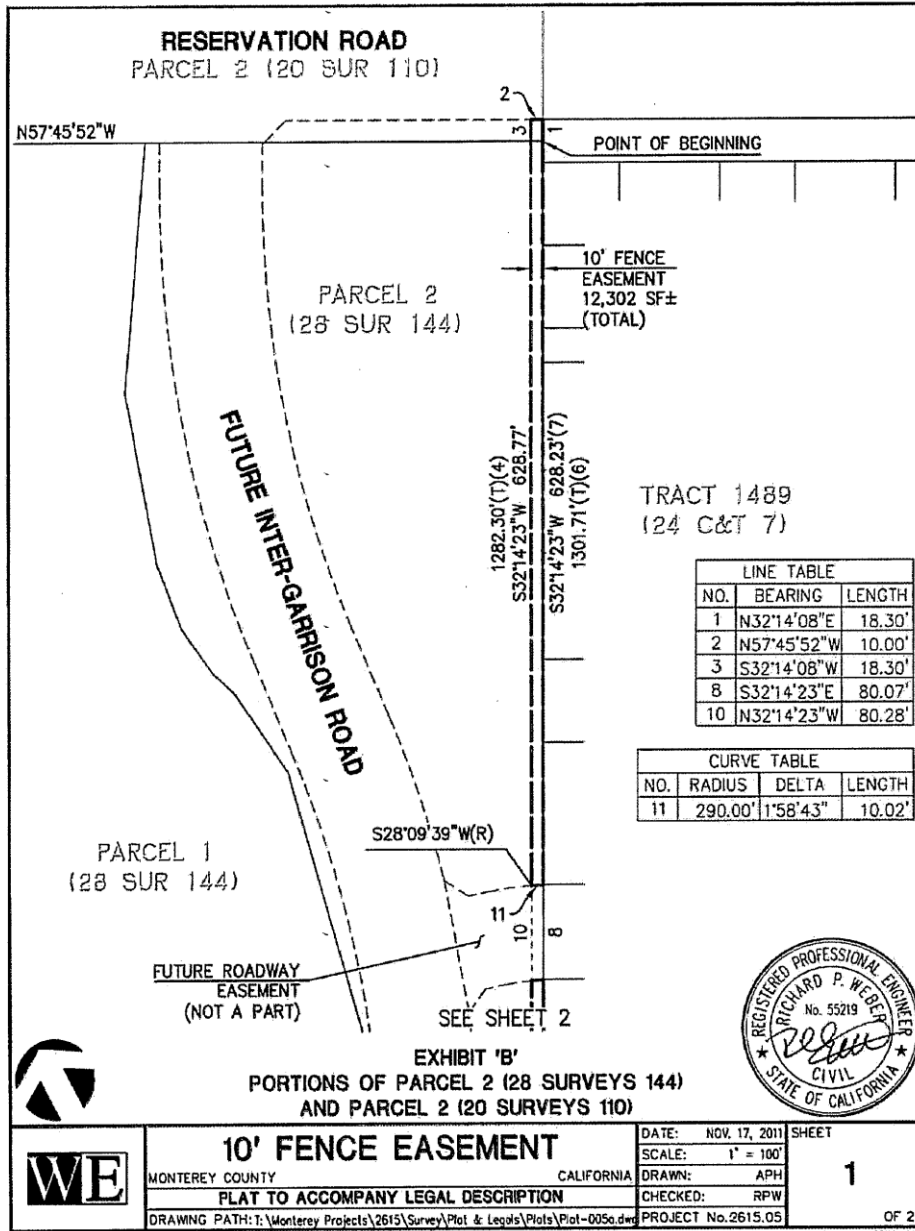 RESERVATION ROAD
PARCEL 2 (20 SUR 110)
2
N57°45'52"W
3
1
POINT OF BEGINNING
10' FENCE
EASEMENT
12,302 SF±
(TOTAL)
PARCEL 2
(28 SUR 144)
FUTURE INTER-GARRISON ROAD
1282.30'(T)(4)
S32°14'23"W 628.77'
S32°14'23"W 628.23'(7)
1301.71'(T)(6)
TRACT 1489
(24 C&T 7)
LINE TABLE
NO. BEARING LENGTH
1 N32°14'08"E 18.30'
2 N57°45'52"W 10.00'
3 S32°14'08"W 18.30'
8 S32°14'23"E 80.07'
10 N32°14'23"W 80.28'
CURVE TABLE
NO. RADIUS DELTA LENGTH
11 290.00' 1°58'43" 10.02'
S28°09'39"W(R)
PARCEL 1
(28 SUR 144)
11
10
8
FUTURE ROADWAY
EASEMENT
(NOT A PART)
SEE SHEET 2
REGISTERED PROFESSIONAL ENGINEER
RICHARD P. WEBER
No. 55219
CIVIL
STATE OF CALIFORNIA
EXHIBIT 'B'
PORTIONS OF PARCEL 2 (28 SURVEYS 144)
AND PARCEL 2 (20 SURVEYS 110)
WE
10' FENCE EASEMENT
MONTEREY COUNTY CALIFORNIA
PLAT TO ACCOMPANY LEGAL DESCRIPTION
DRAWING PATH: T:\Monterey Projects\2615\Survey\Plat & Legals\Plats\Plat-005a.dwg
DATE: NOV. 17, 2011
SCALE: 1" = 100'
DRAWN: APH
CHECKED: RPW
PROJECT No.2615.05
SHEET
1
OF 2